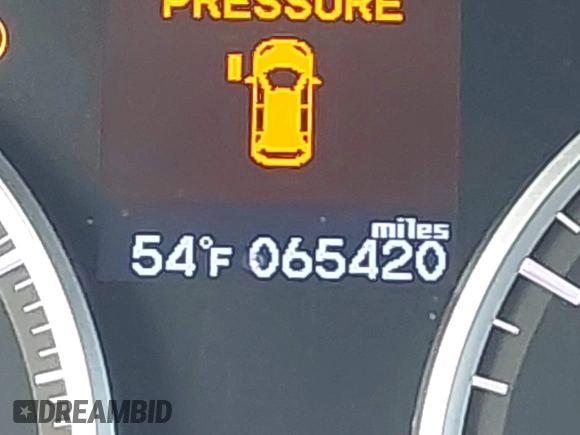 PRESSURE
miles
54°F 065420
DREAMBID